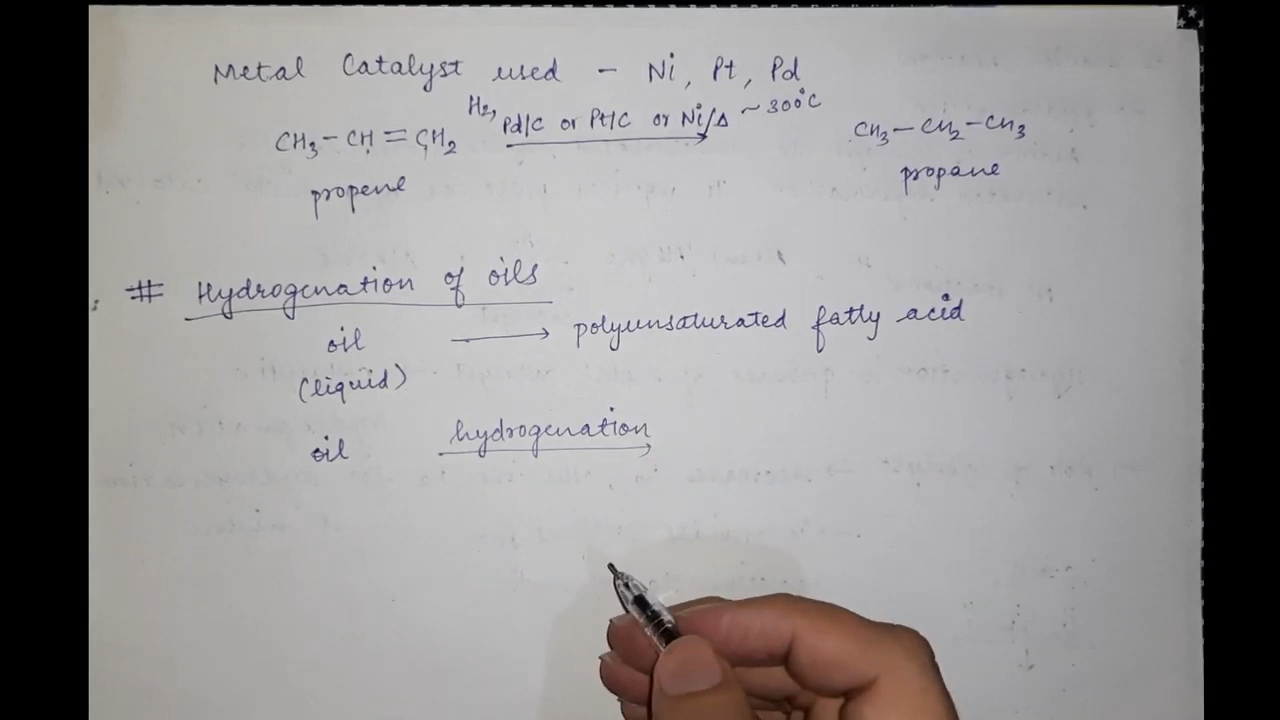 Metal Catalyst used - Ni, Pt, Pd
H₂, Pd/C or Pt/C or Ni/Δ ~300°C
CH₃-CH=CH₂ → CH₃-CH₂-CH₃
propene propane
# Hydrogenation of oils
oil → polyunsaturated fatty acid
(liquid)
oil hydrogenation →